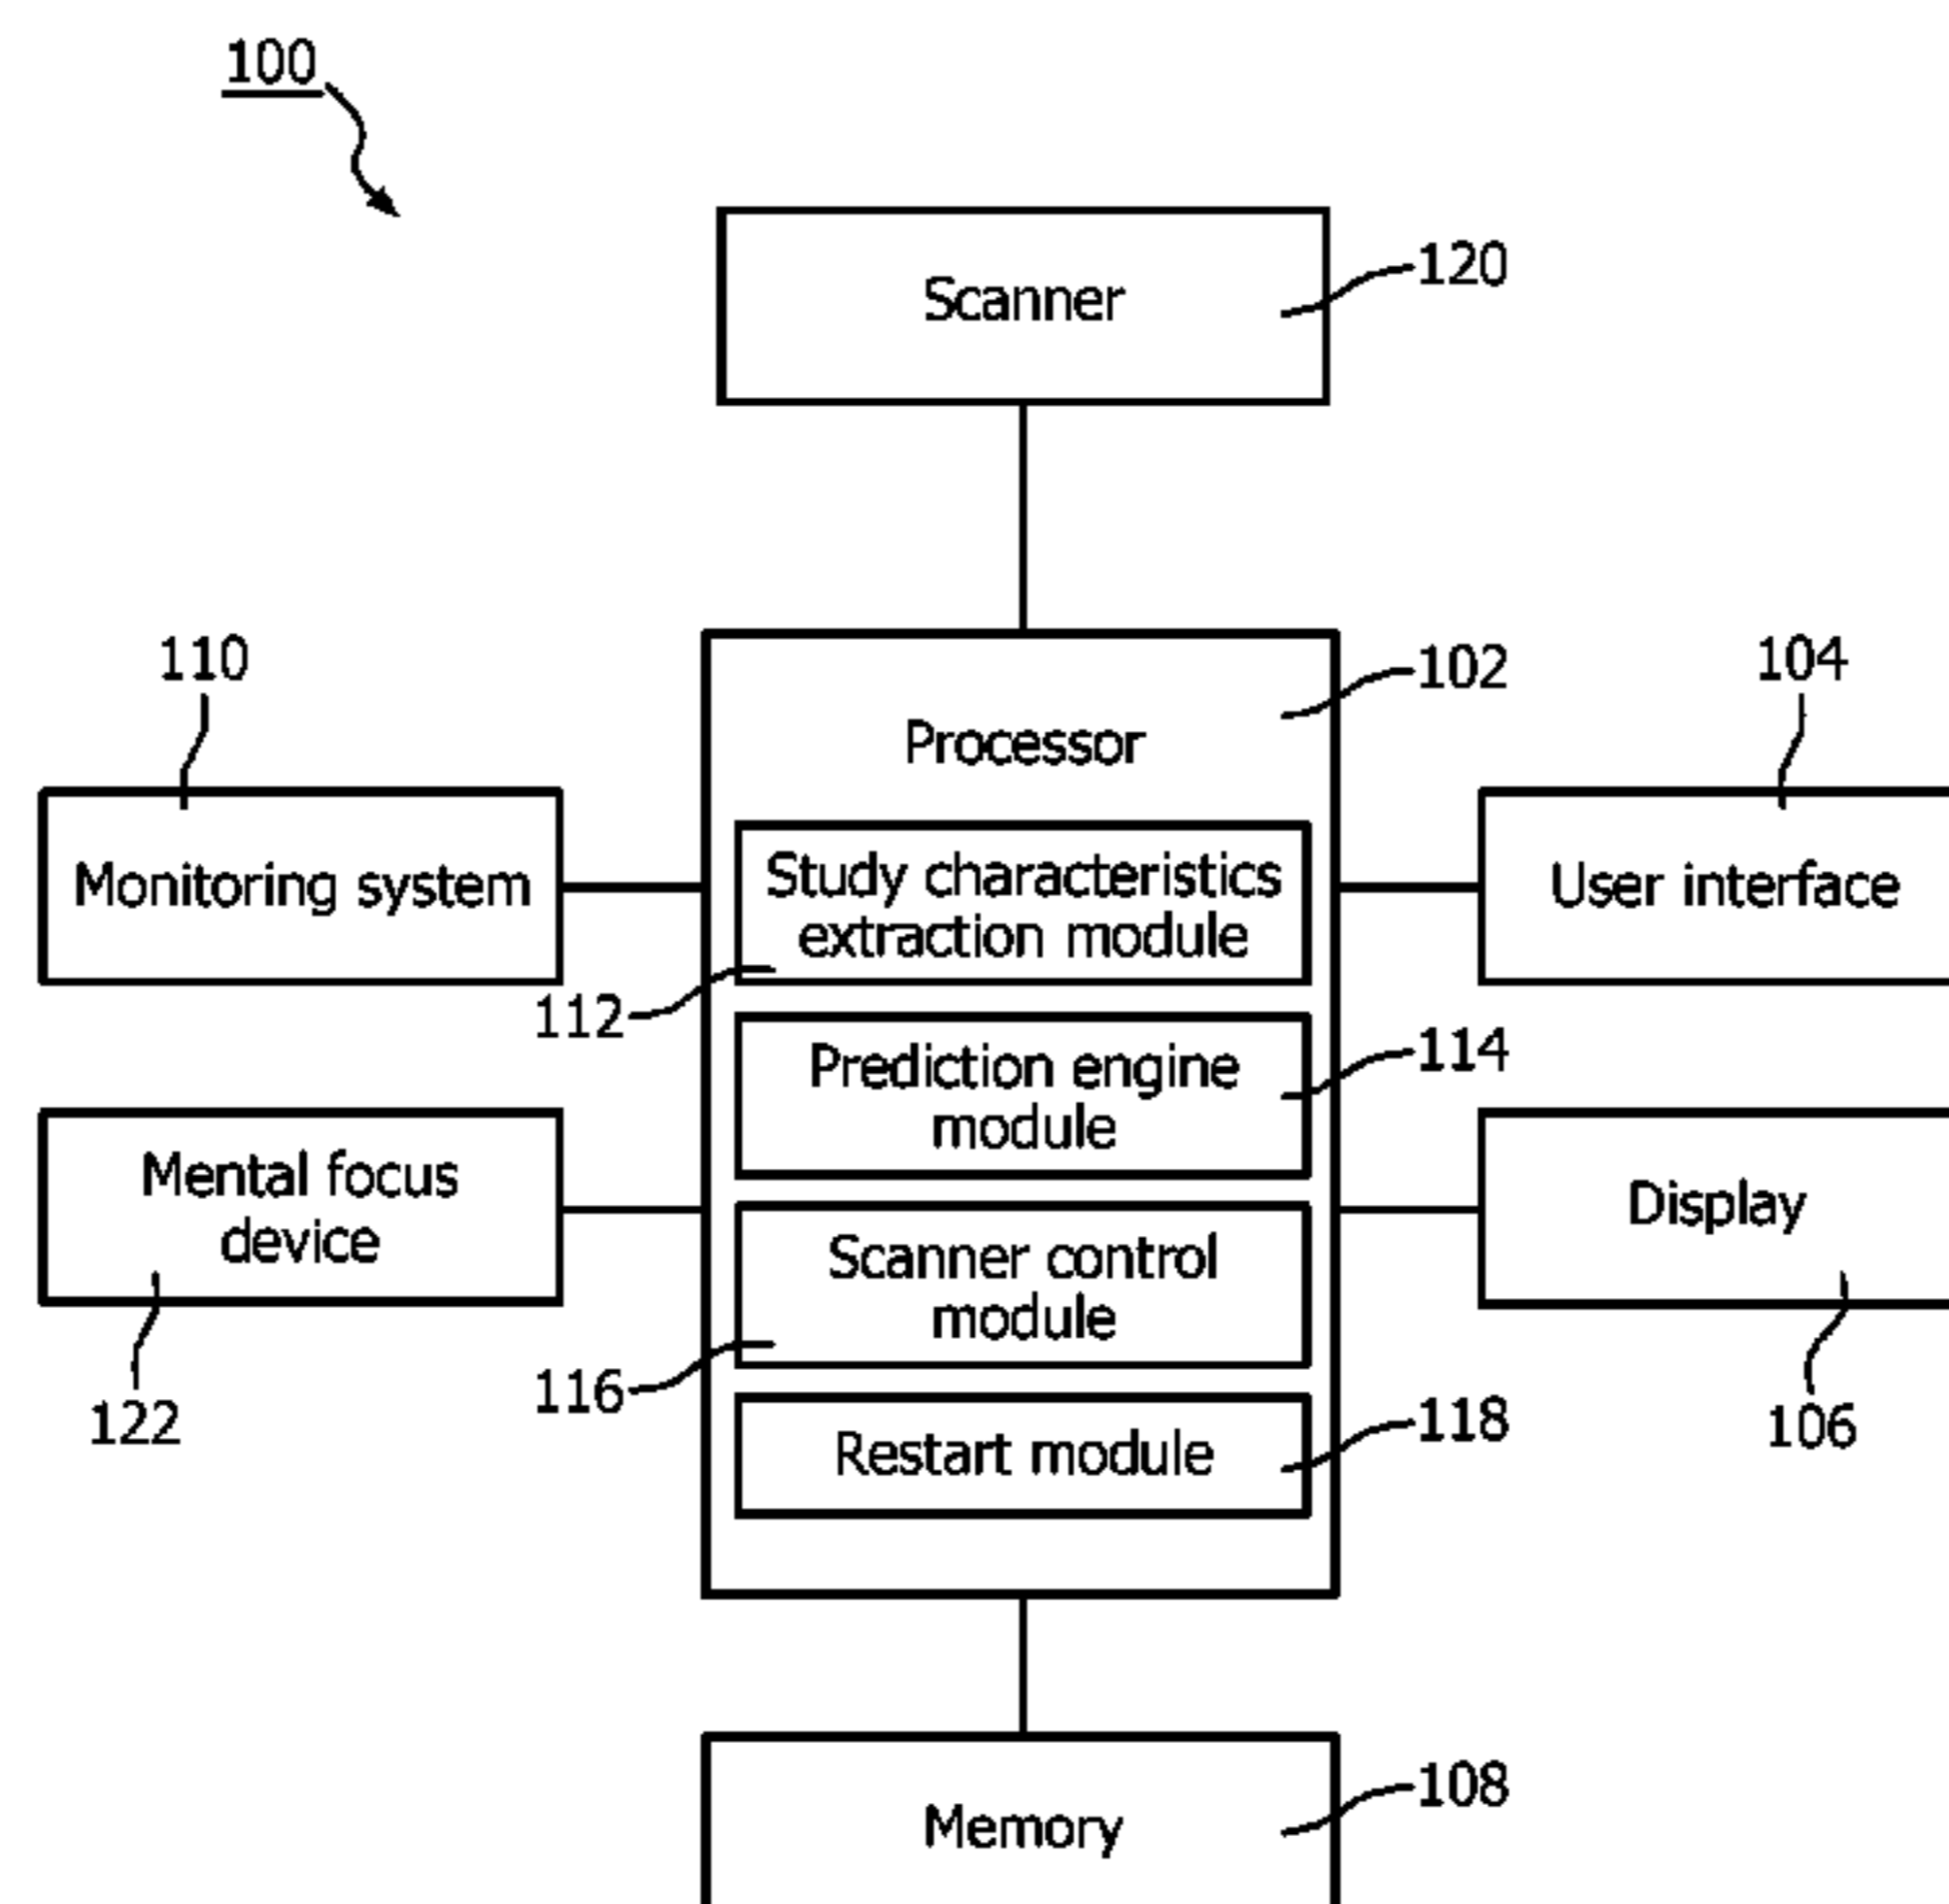 100
Scanner
120
110
102
104
Processor
Monitoring system
Study characteristics
extraction module
User interface
112
Prediction engine
module
114
Mental focus
device
Scanner control
module
Display
122
116
Restart module
118
106
Memory
108